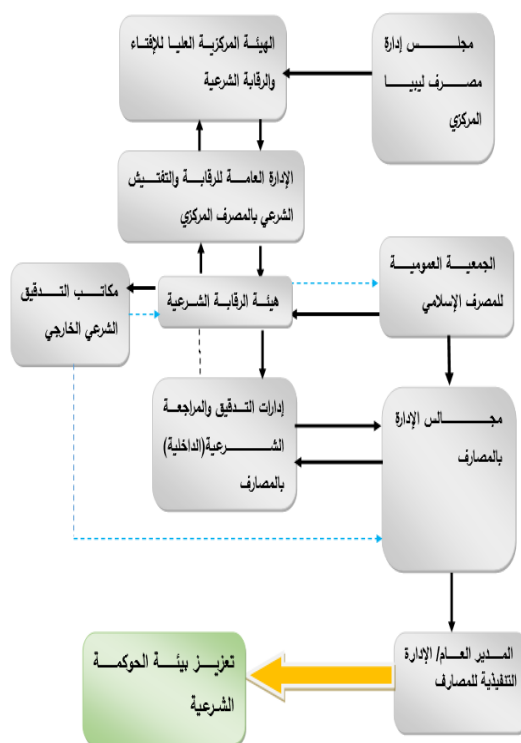 مجلس إدارة
مصرف ليبيا
المركزي
الهيئة المركزية العليا للإفتاء
والرقابة الشرعية
الإدارة العامة للرقابة والتفتيش
الشرعي بالمصرف المركزي
الجمعية العمومية
للمصرف الإسلامي
هيئة الرقابة الشرعية
مكاتب التدقيق
الشرعي الخارجي
مجالس الإدارة
بالمصارف
إدارات التدقيق والمراجعة
الشرعية(الداخلية)
بالمصارف
المدير العام/ الإدارة
التنفيذية للمصارف
تعزيز بيئة الحوكمة
الشرعية